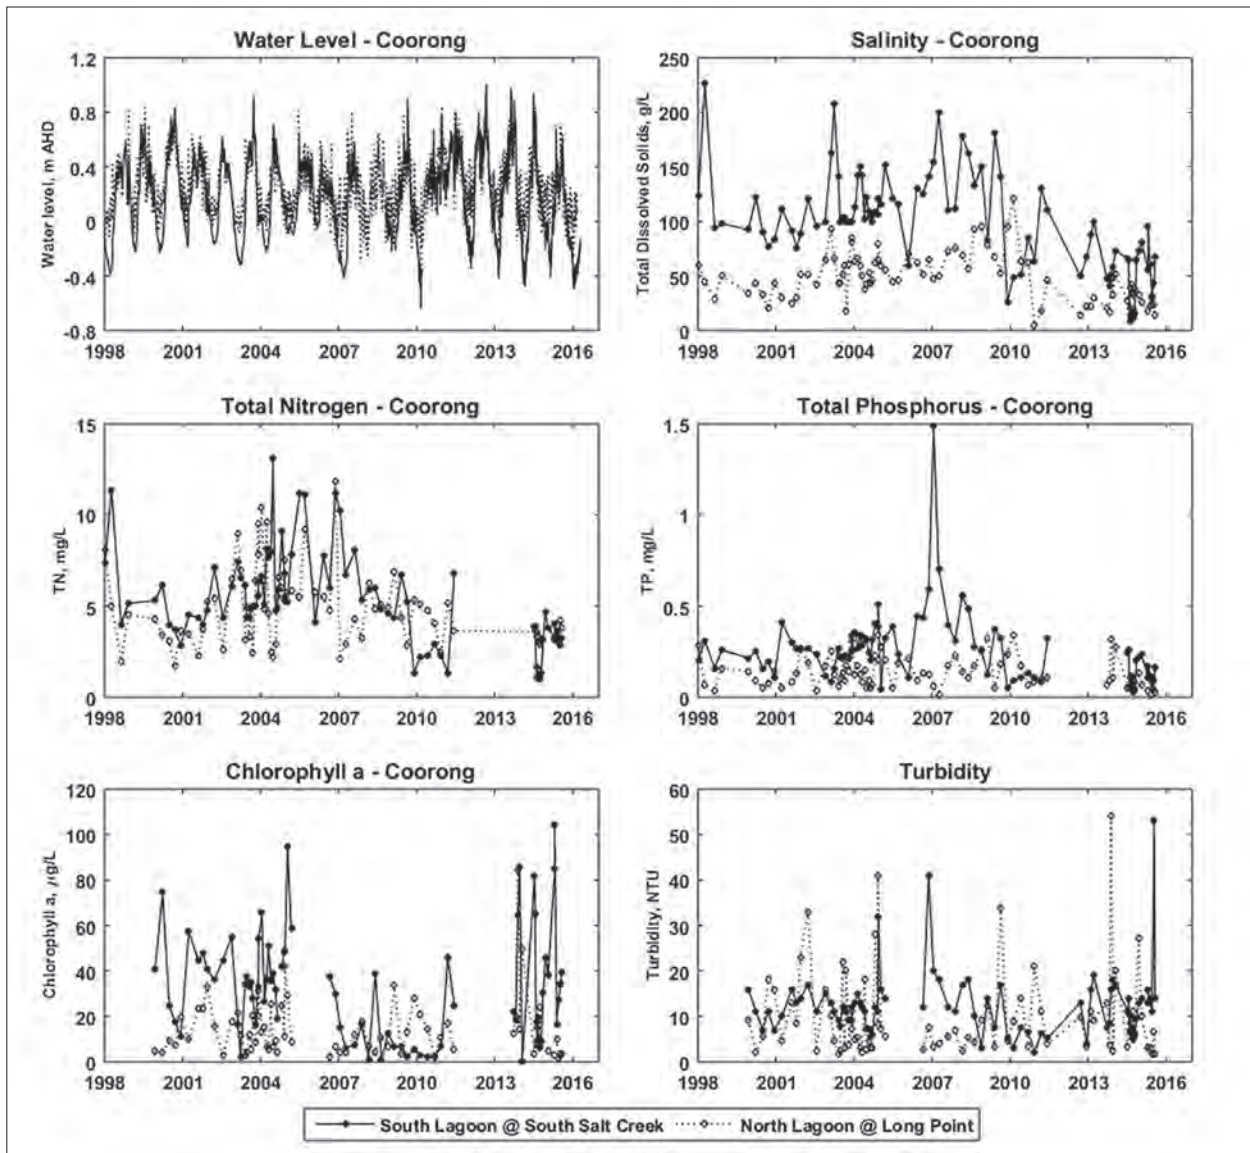 Water Level - Coorong
Water level, m AHD
1.2
0.8
0.4
0
-0.4
-0.8
1998 2001 2004 2007 2010 2013 2016
Salinity - Coorong
Total Dissolved Solids, g/L
250
200
150
100
50
0
1998 2001 2004 2007 2010 2013 2016
Total Nitrogen - Coorong
TN, mg/L
15
10
5
0
1998 2001 2004 2007 2010 2013 2016
Total Phosphorus - Coorong
TP, mg/L
1.5
1
0.5
0
1998 2001 2004 2007 2010 2013 2016
Chlorophyll a - Coorong
Chlorophyll a, μg/L
120
100
80
60
40
20
0
1998 2001 2004 2007 2010 2013 2016
Turbidity
Turbidity, NTU
60
50
40
30
20
10
0
1998 2001 2004 2007 2010 2013 2016
South Lagoon @ South Salt Creek North Lagoon @ Long Point